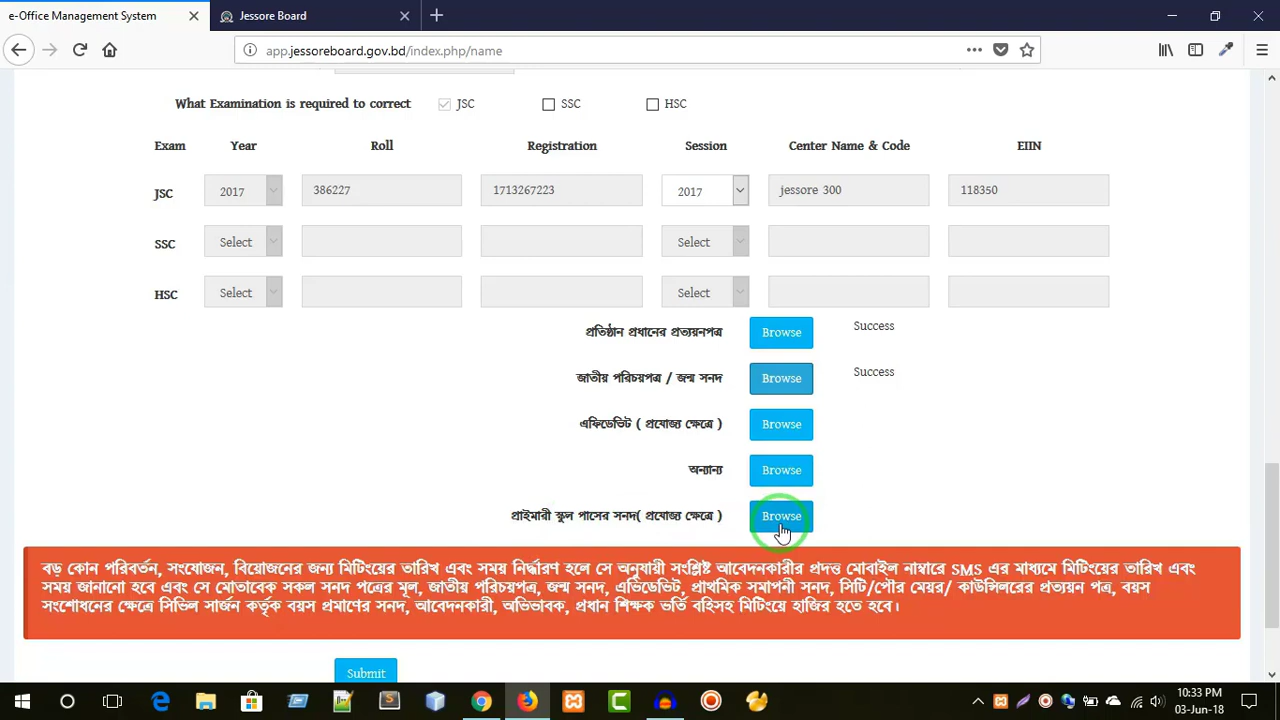 e-Office Management System
Jessore Board
app.jessoreboard.gov.bd/index.php/name
What Examination is required to correct JSC SSC HSC
Exam Year Roll Registration Session Center Name & Code EIIN
JSC 2017 386227 1713267223 2017 jessore 300 118350
SSC Select Select
HSC Select Select
প্রতিষ্ঠান প্রধানের প্রত্যয়নপত্র Browse Success
জাতীয় পরিচয়পত্র / জন্ম সনদ Browse Success
এফিডেভিট ( প্রযোজ্য ক্ষেত্রে ) Browse
অন্যান্য Browse
প্রাইমারী স্কুল পাসের সনদ( প্রযোজ্য ক্ষেত্রে ) Browse
বড় কোন পরিবর্তন, সংযোজন, বিয়োজনের জন্য মিটিংয়ের তারিখ এবং সময় নির্ধারণ হলে সে অনুযায়ী সংশ্লিষ্ট আবেদনকারীর প্রদত্ত মোবাইল নাম্বারে SMS এর মাধ্যমে মিটিংয়ের তারিখ এবং
সময় জানানো হবে এবং সে মোতাবেক সকল সনদ পত্রের মূল, জাতীয় পরিচয়পত্র, জন্ম সনদ, এভিডেভিট, প্রাথমিক সমাপনী সনদ, সিটি/পৌর মেয়র/ কাউন্সিলরের প্রত্যয়ন পত্র, বয়স
সংশোধনের ক্ষেত্রে সিভিল সার্জন কর্তৃক বয়স প্রমাণের সনদ, আবেদনকারী, অভিভাবক, প্রধান শিক্ষক ভর্তি বহিসহ মিটিংয়ে হাজির হতে হবে।
Submit
10:33 PM
03-Jun-18